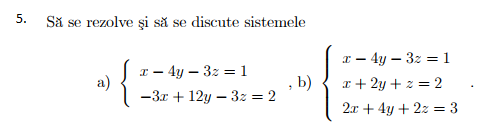 5. Să se rezolve şi să se discute sistemele
a) { x − 4y − 3z = 1
−3x + 12y − 3z = 2 , b) { x − 4y − 3z = 1
x + 2y + z = 2
2x + 4y + 2z = 3 .